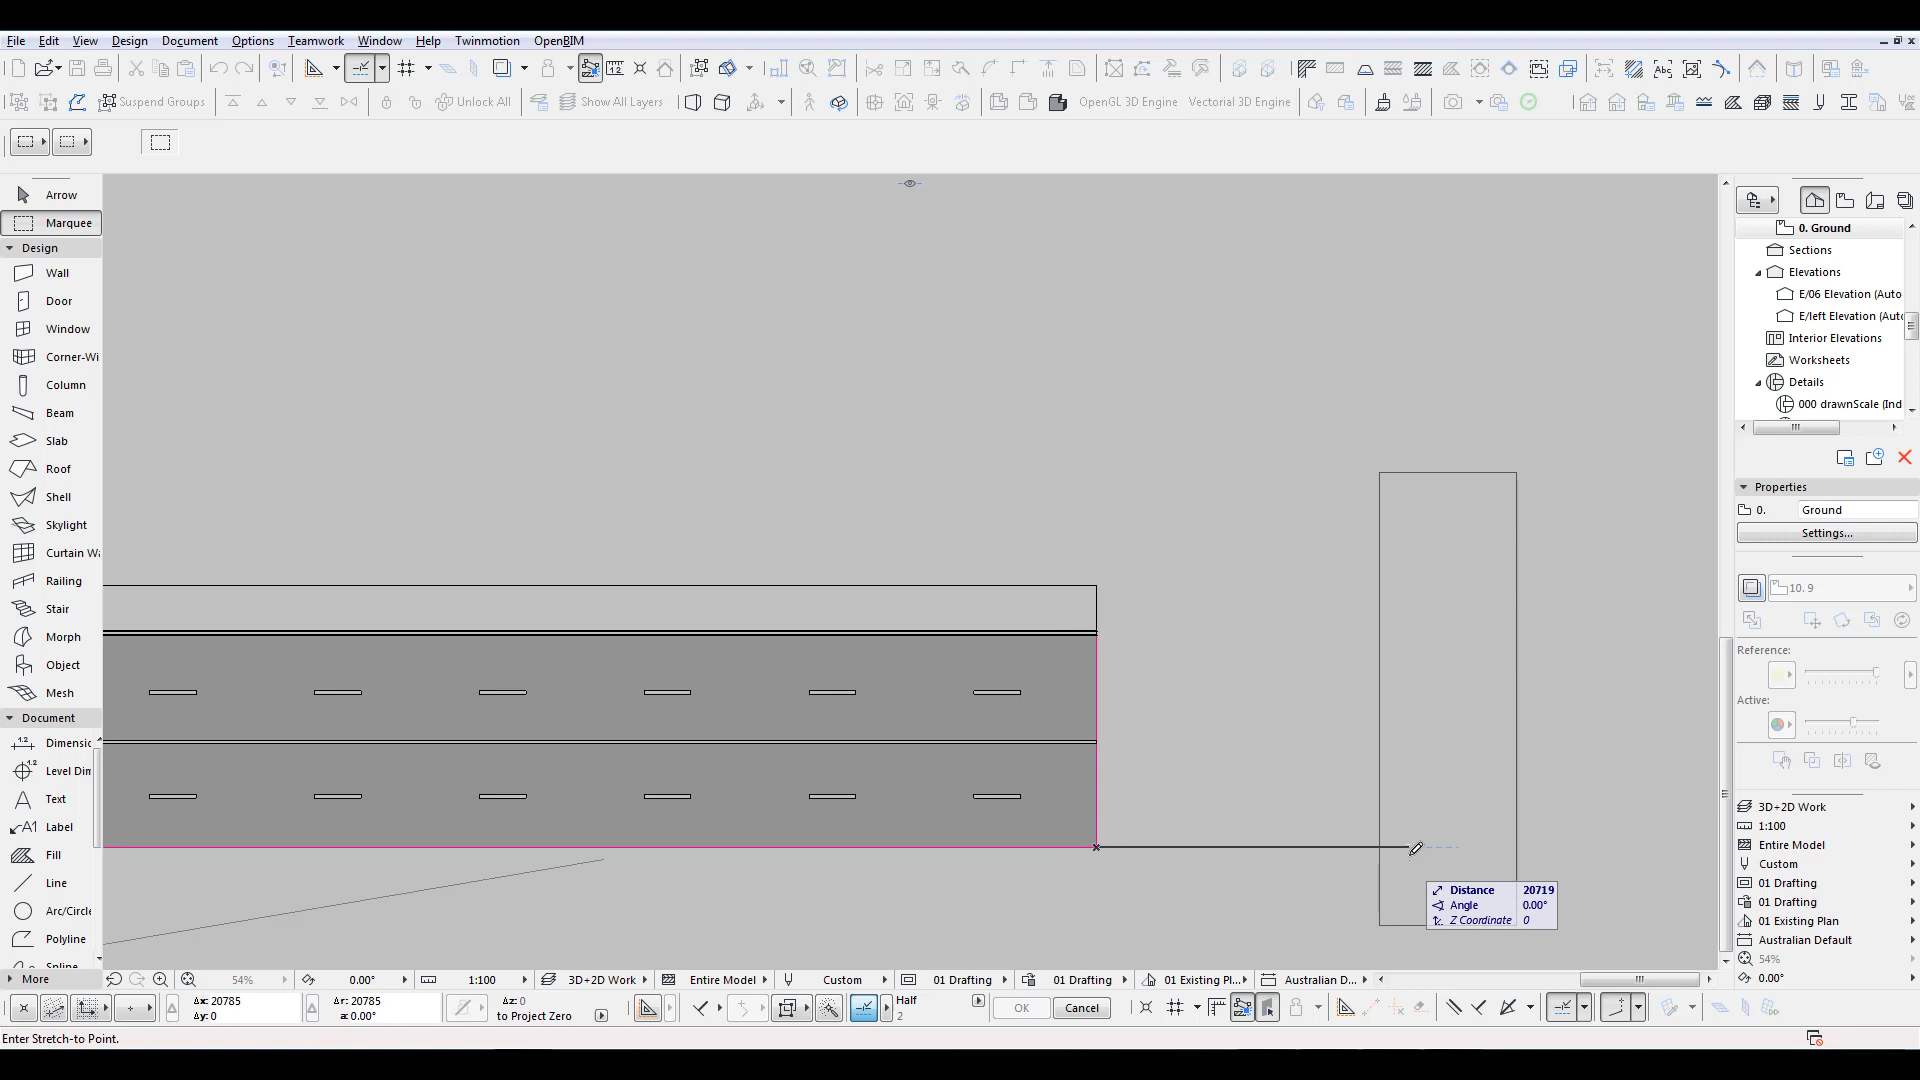 File Edit View Design Document Options Teamwork Window Help Twinmotion OpenBIM
Suspend Groups
Unlock All
Show All Layers
OpenGL 3D Engine
Vectorial 3D Engine
Arrow
Marquee
Design
Wall
Door
Window
Corner-Wi
Column
Beam
Slab
Roof
Shell
Skylight
Curtain Wa
Railing
Stair
Morph
Object
Mesh
Document
Dimensic
Level Dim
Text
Label
Fill
Line
Arc/Circle
Polyline
Spline
More
0. Ground
Sections
Elevations
E/06 Elevation (Auto
E/left Elevation (Auto
Interior Elevations
Worksheets
Details
000 drawnScale (Ind
Properties
0. Ground
Settings...
10. 9
Reference:
Active:
3D+2D Work
1:100
Entire Model
Custom
01 Drafting
01 Drafting
01 Existing Plan
Australian Default
54%
0.00°
Distance 20719
Angle 0.00°
Z Coordinate 0
54% 0.00° 1:100 3D+2D Work Entire Model Custom 01 Drafting 01 Drafting 01 Existing Pl... Australian D...
Δx: 20785
Δy: 0
Δr: 20785
a: 0.00°
Δz: 0
to Project Zero
Half
2
OK
Cancel
Enter Stretch-to Point.